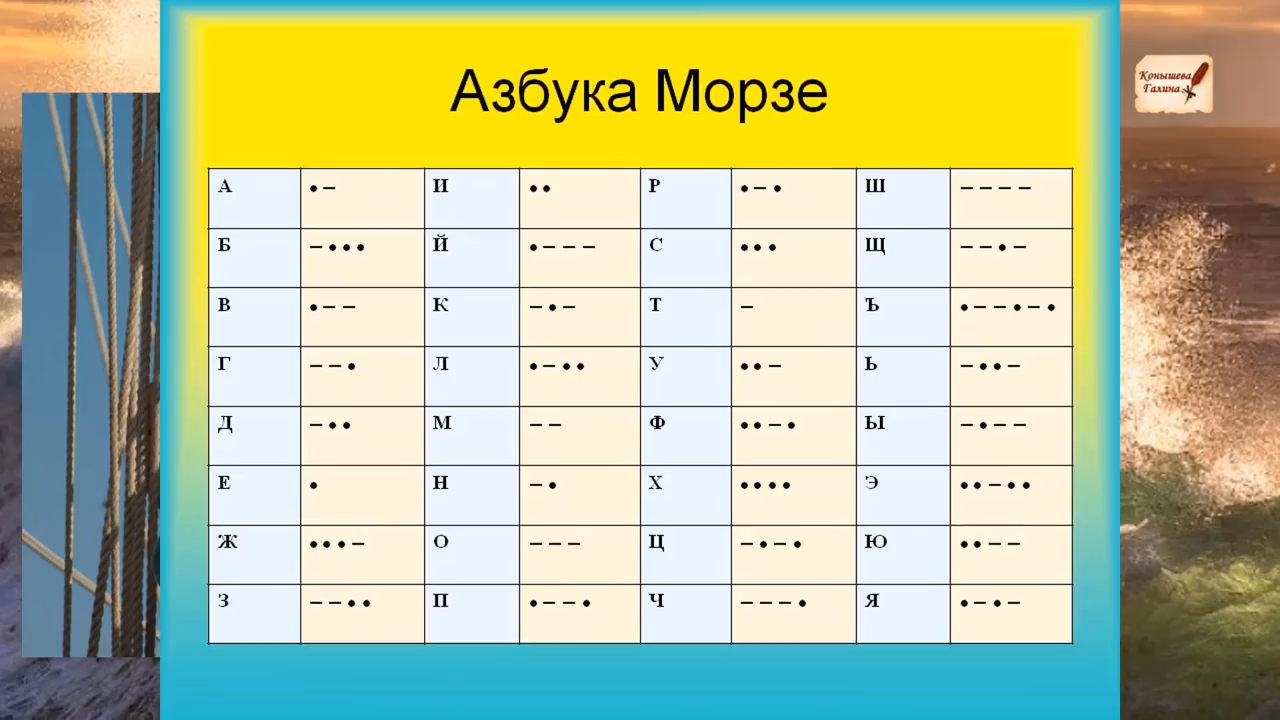 Азбука Морзе
Конышева
Галина
А •– И •• Р •–• Ш ––––
Б –••• Й •––– С ••• Щ ––•–
В •–– К –•– Т – Ъ •––•–•
Г ––• Л •–•• У ••– Ь –••–
Д –•• М –– Ф ••–• Ы –•––
Е • Н –• Х •••• Э ••–••
Ж •••– О ––– Ц –•–• Ю ••––
З ––•• П •––• Ч –––• Я •–•–